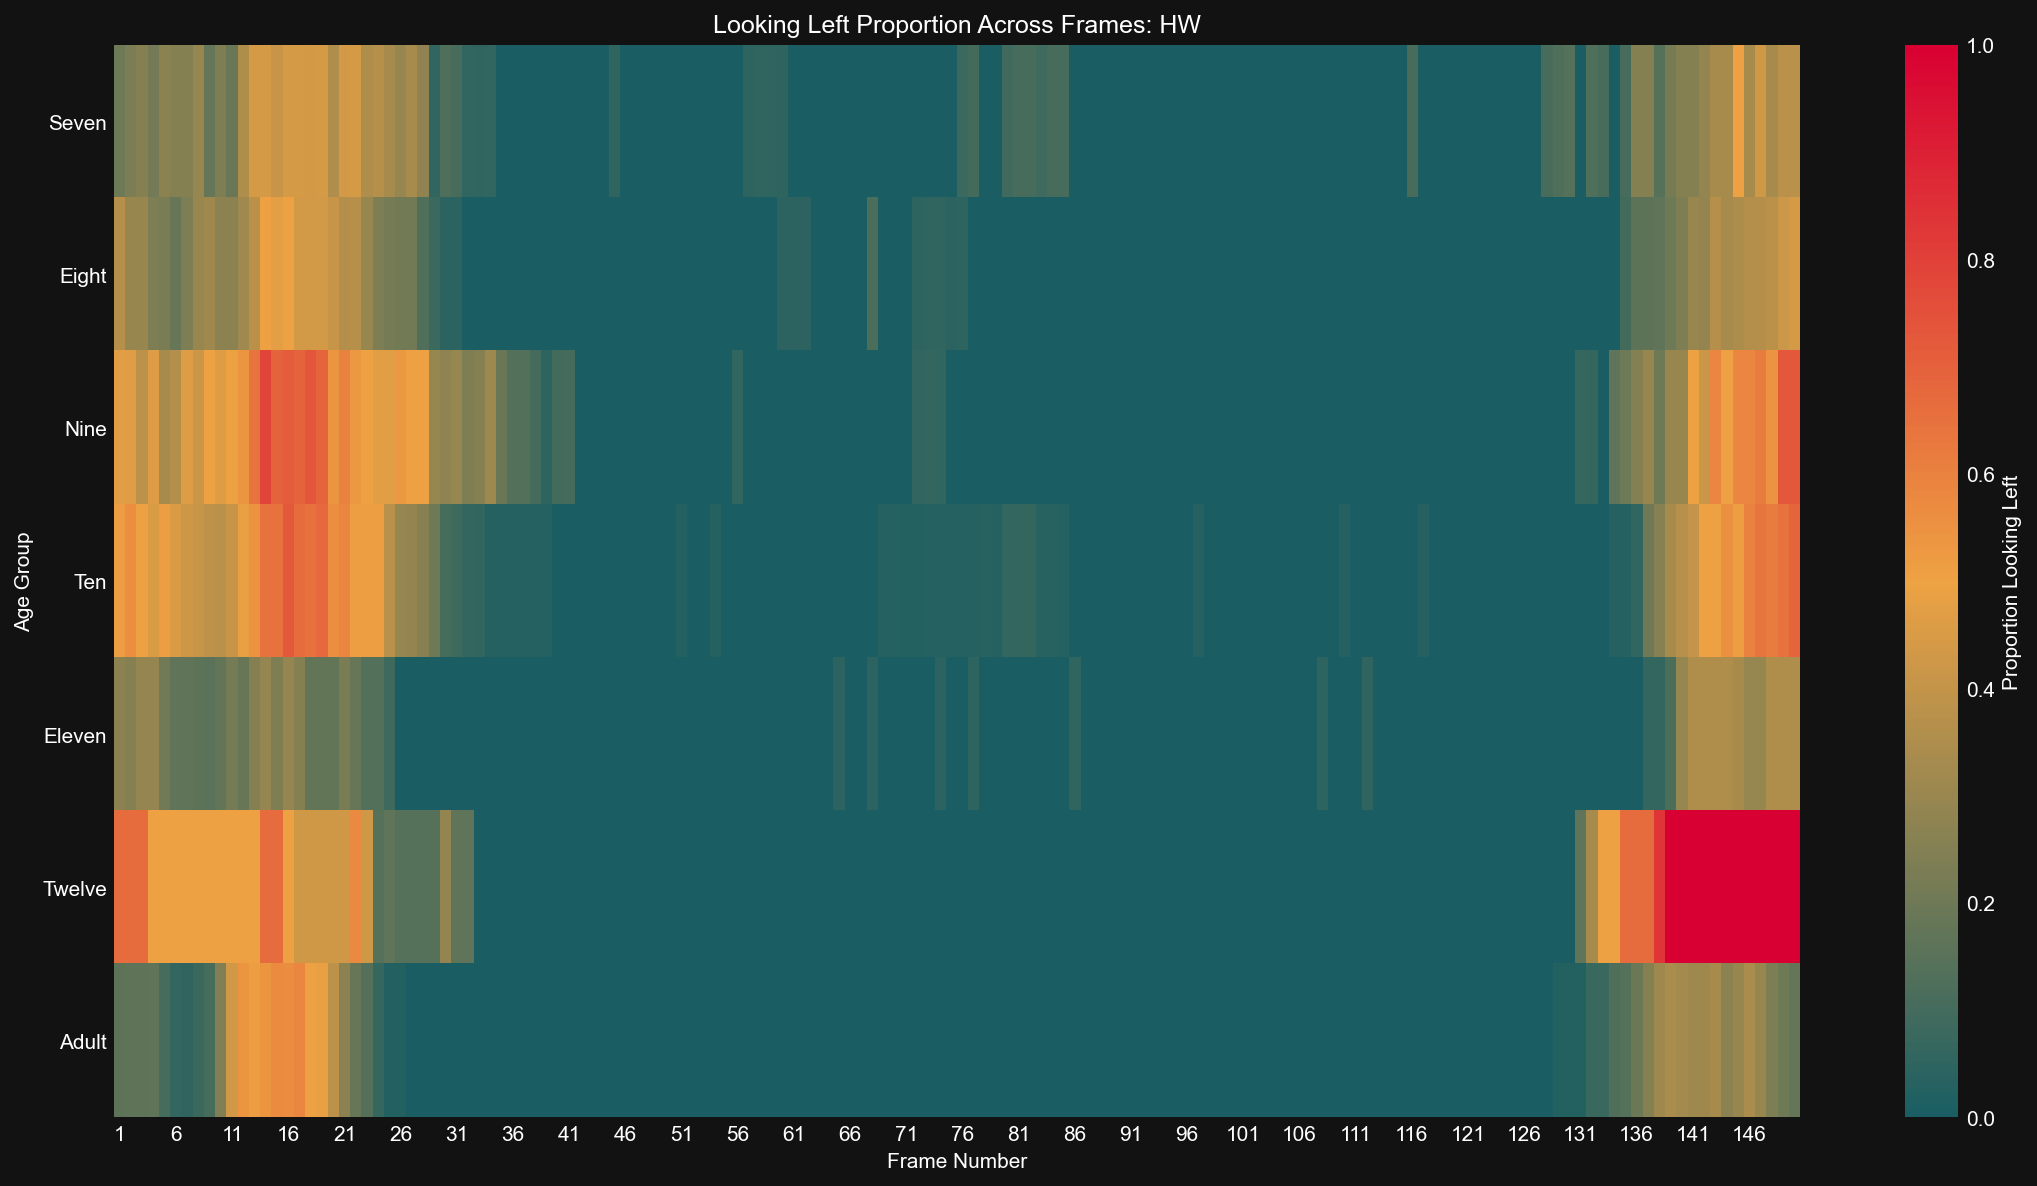 Looking Left Proportion Across Frames: HW
Age Group
Seven
Eight
Nine
Ten
Eleven
Twelve
Adult
1 6 11 16 21 26 31 36 41 46 51 56 61 66 71 76 81 86 91 96 101 106 111 116 121 126 131 136 141 146
Frame Number
1.0
0.8
0.6
0.4
0.2
0.0
Proportion Looking Left